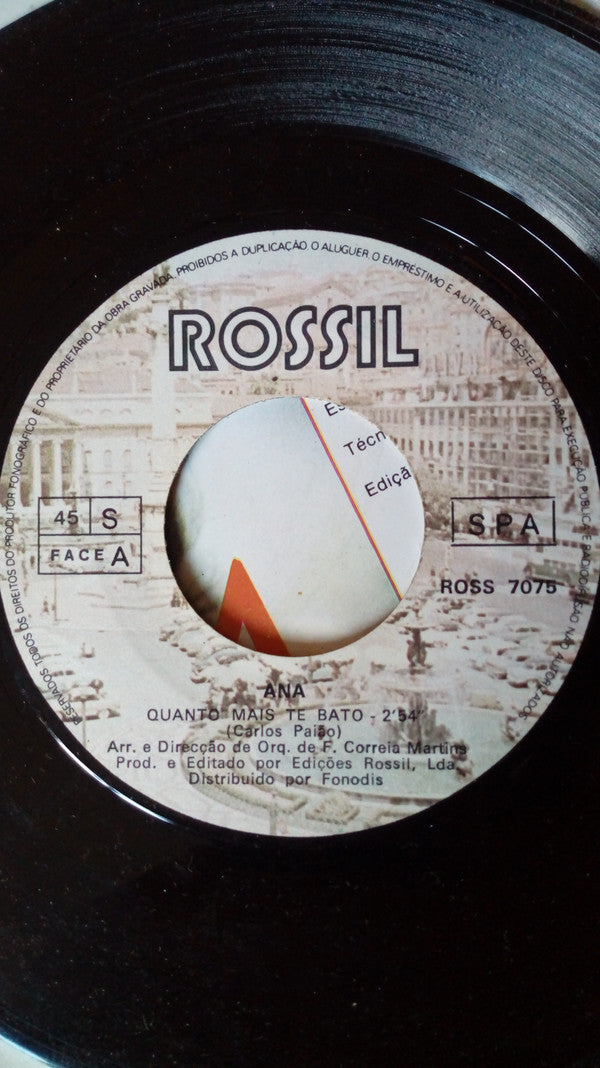 RESERVADOS TODOS OS DIREITOS DO PRODUTOR FONOGRÁFICO E DO PROPRIETÁRIO DA OBRA GRAVADA. PROIBIDOS A DUPLICAÇÃO O ALUGUER O EMPRÉSTIMO E A UTILIZAÇÃO DESTE DISCO PARA EXECUÇÃO PÚBLICA E RADIODIFUSÃO NÃO AUTORIZADOS
ROSSIL
Técn
Ediçã
45 S
FACE A
SPA
ROSS 7075
ANA
QUANTO MAIS TE BATO - 2'54"
(Carlos Paião)
Arr. e Direcção de Orq. de F. Correia Martins
Prod. e Editado por Edições Rossil, Lda.
Distribuido por Fonodis